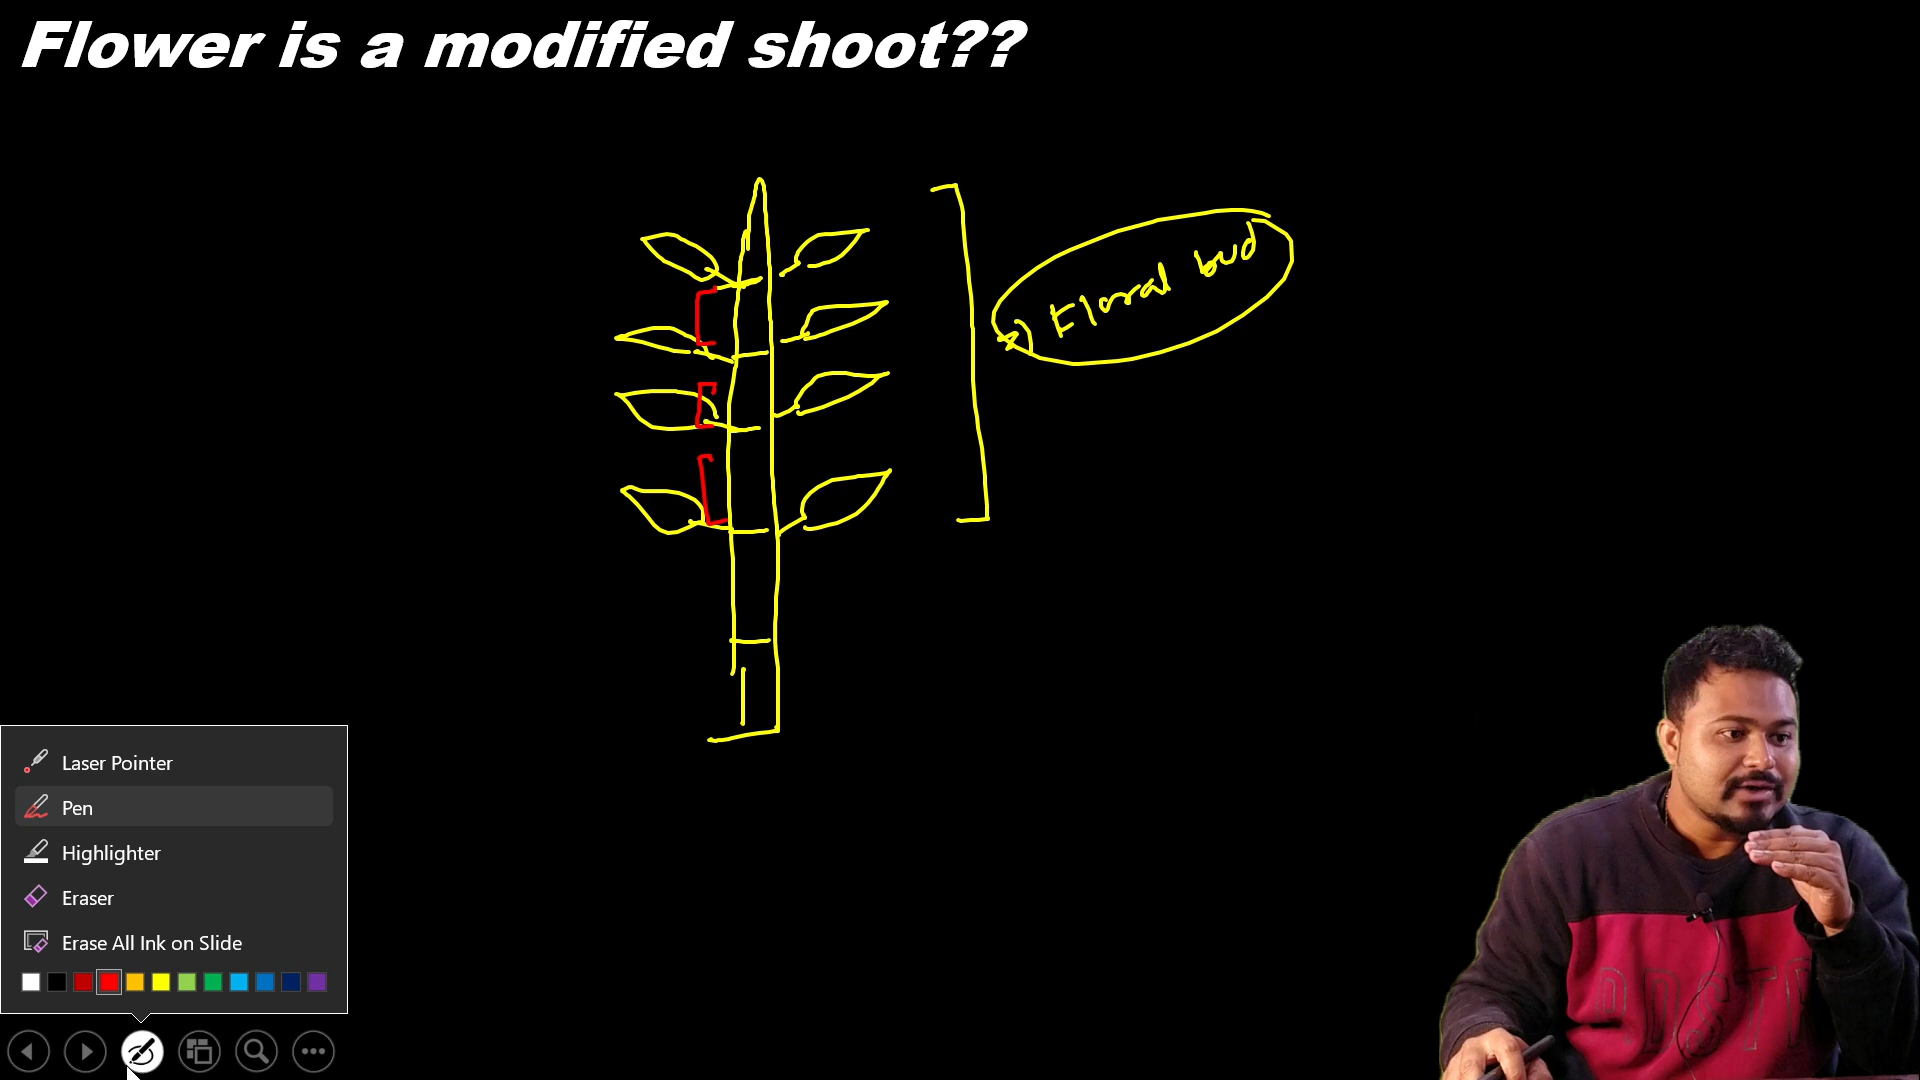 Flower is a modified shoot??
Floral bud
Laser Pointer
Pen
Highlighter
Eraser
Erase All Ink on Slide